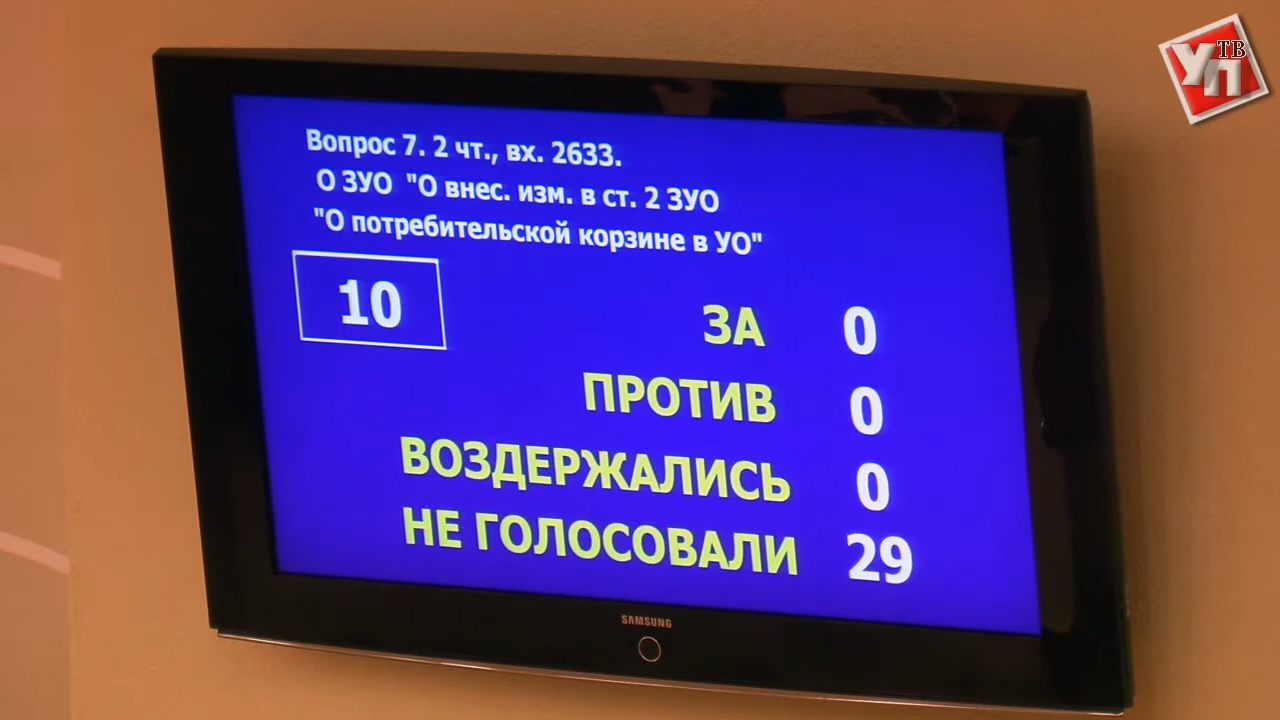 УП ТВ
Вопрос 7. 2 чт., вх. 2633.
О ЗУО "О внес. изм. в ст. 2 ЗУО
"О потребительской корзине в УО"
10
ЗА 0
ПРОТИВ 0
ВОЗДЕРЖАЛИСЬ 0
НЕ ГОЛОСОВАЛИ 29
SAMSUNG